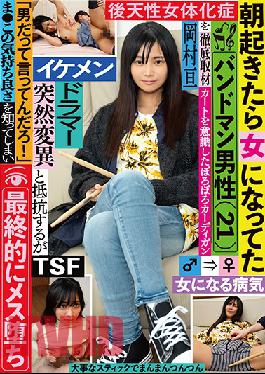 朝起きたら女になってた
バンドマン男性(21)
岡村亘
を徹底取材
カートを意識したぼろぼろカーディガン
後天性女体化症
「男だって言ってんだろ！」
ま●この気持ち良さを知ってしまい
イケメン
ドラマー
突然変異
と抵抗するが
TSF
最終的にメス堕ち
♂⇒♀
女になる病気
大事なスティックでまんまんつんつん